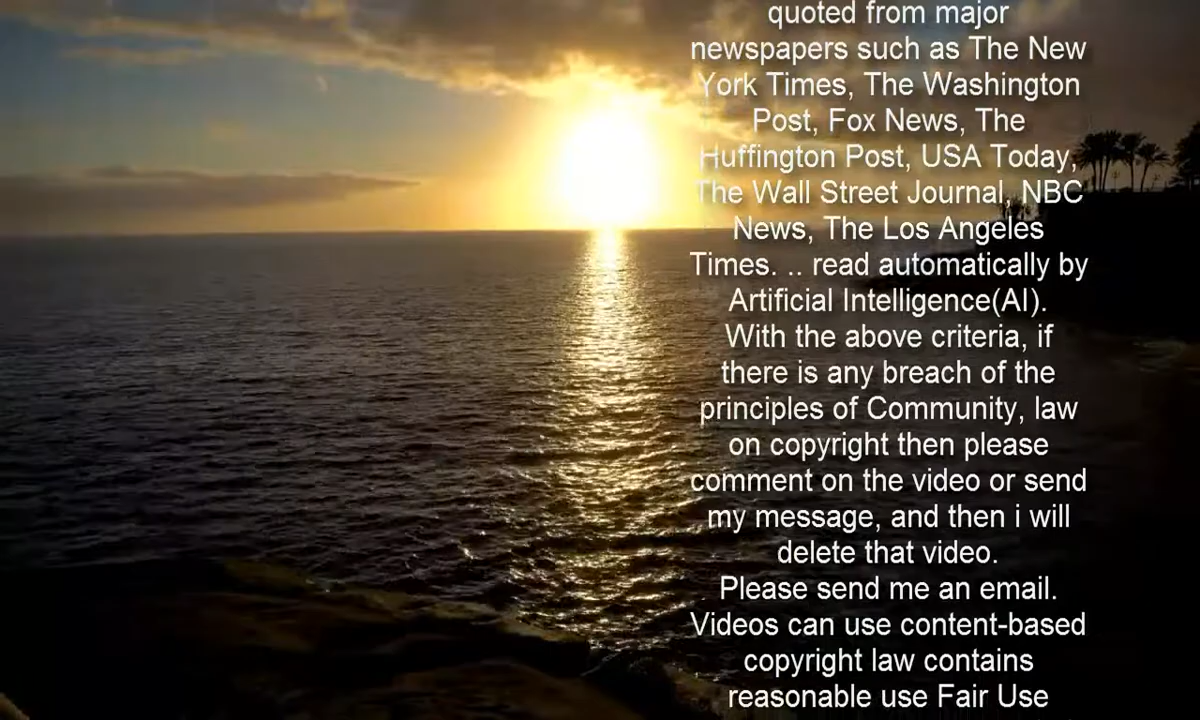 quoted from major
newspapers such as The New
York Times, The Washington
Post, Fox News, The
Huffington Post, USA Today,
The Wall Street Journal, NBC
News, The Los Angeles
Times. .. read automatically by
Artificial Intelligence(AI).
With the above criteria, if
there is any breach of the
principles of Community, law
on copyright then please
comment on the video or send
my message, and then i will
delete that video.
Please send me an email.
Videos can use content-based
copyright law contains
reasonable use Fair Use